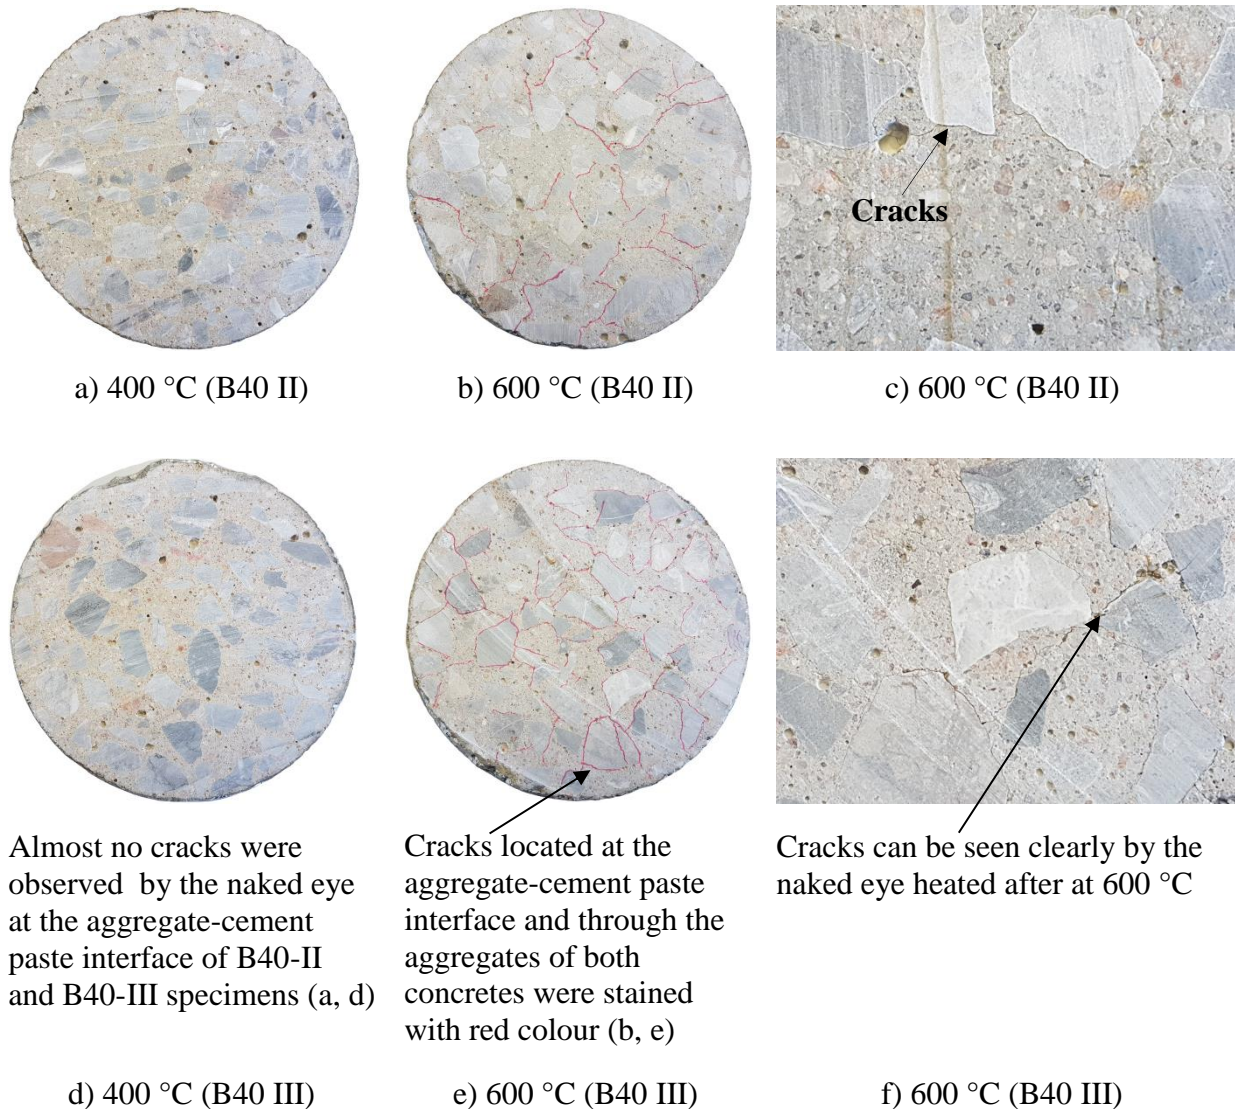 Cracks
a) 400 °C (B40 II)
b) 600 °C (B40 II)
c) 600 °C (B40 II)
Almost no cracks were
observed by the naked eye
at the aggregate-cement
paste interface of B40-II
and B40-III specimens (a, d)
Cracks located at the
aggregate-cement paste
interface and through the
aggregates of both
concretes were stained
with red colour (b, e)
Cracks can be seen clearly by the
naked eye heated after at 600 °C
d) 400 °C (B40 III)
e) 600 °C (B40 III)
f) 600 °C (B40 III)